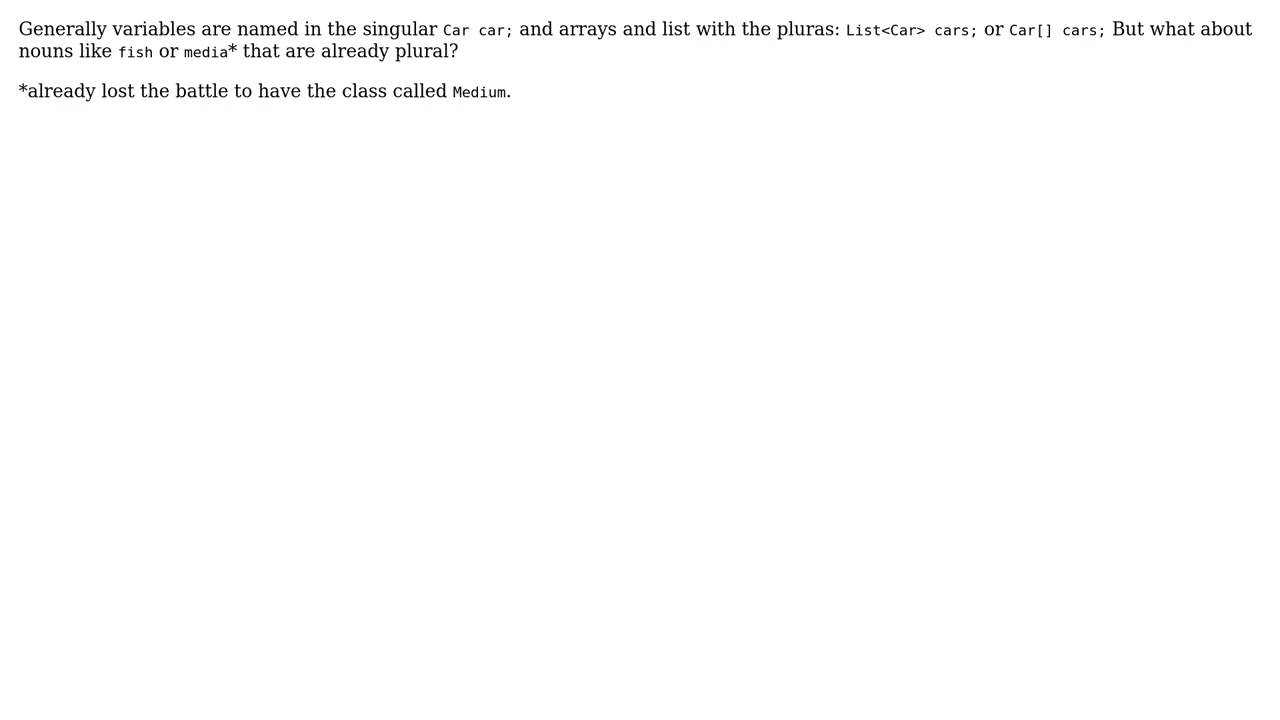 Generally variables are named in the singular Car car; and arrays and list with the pluras: List<Car> cars; or Car[] cars; But what about
nouns like fish or media* that are already plural?
*already lost the battle to have the class called Medium.